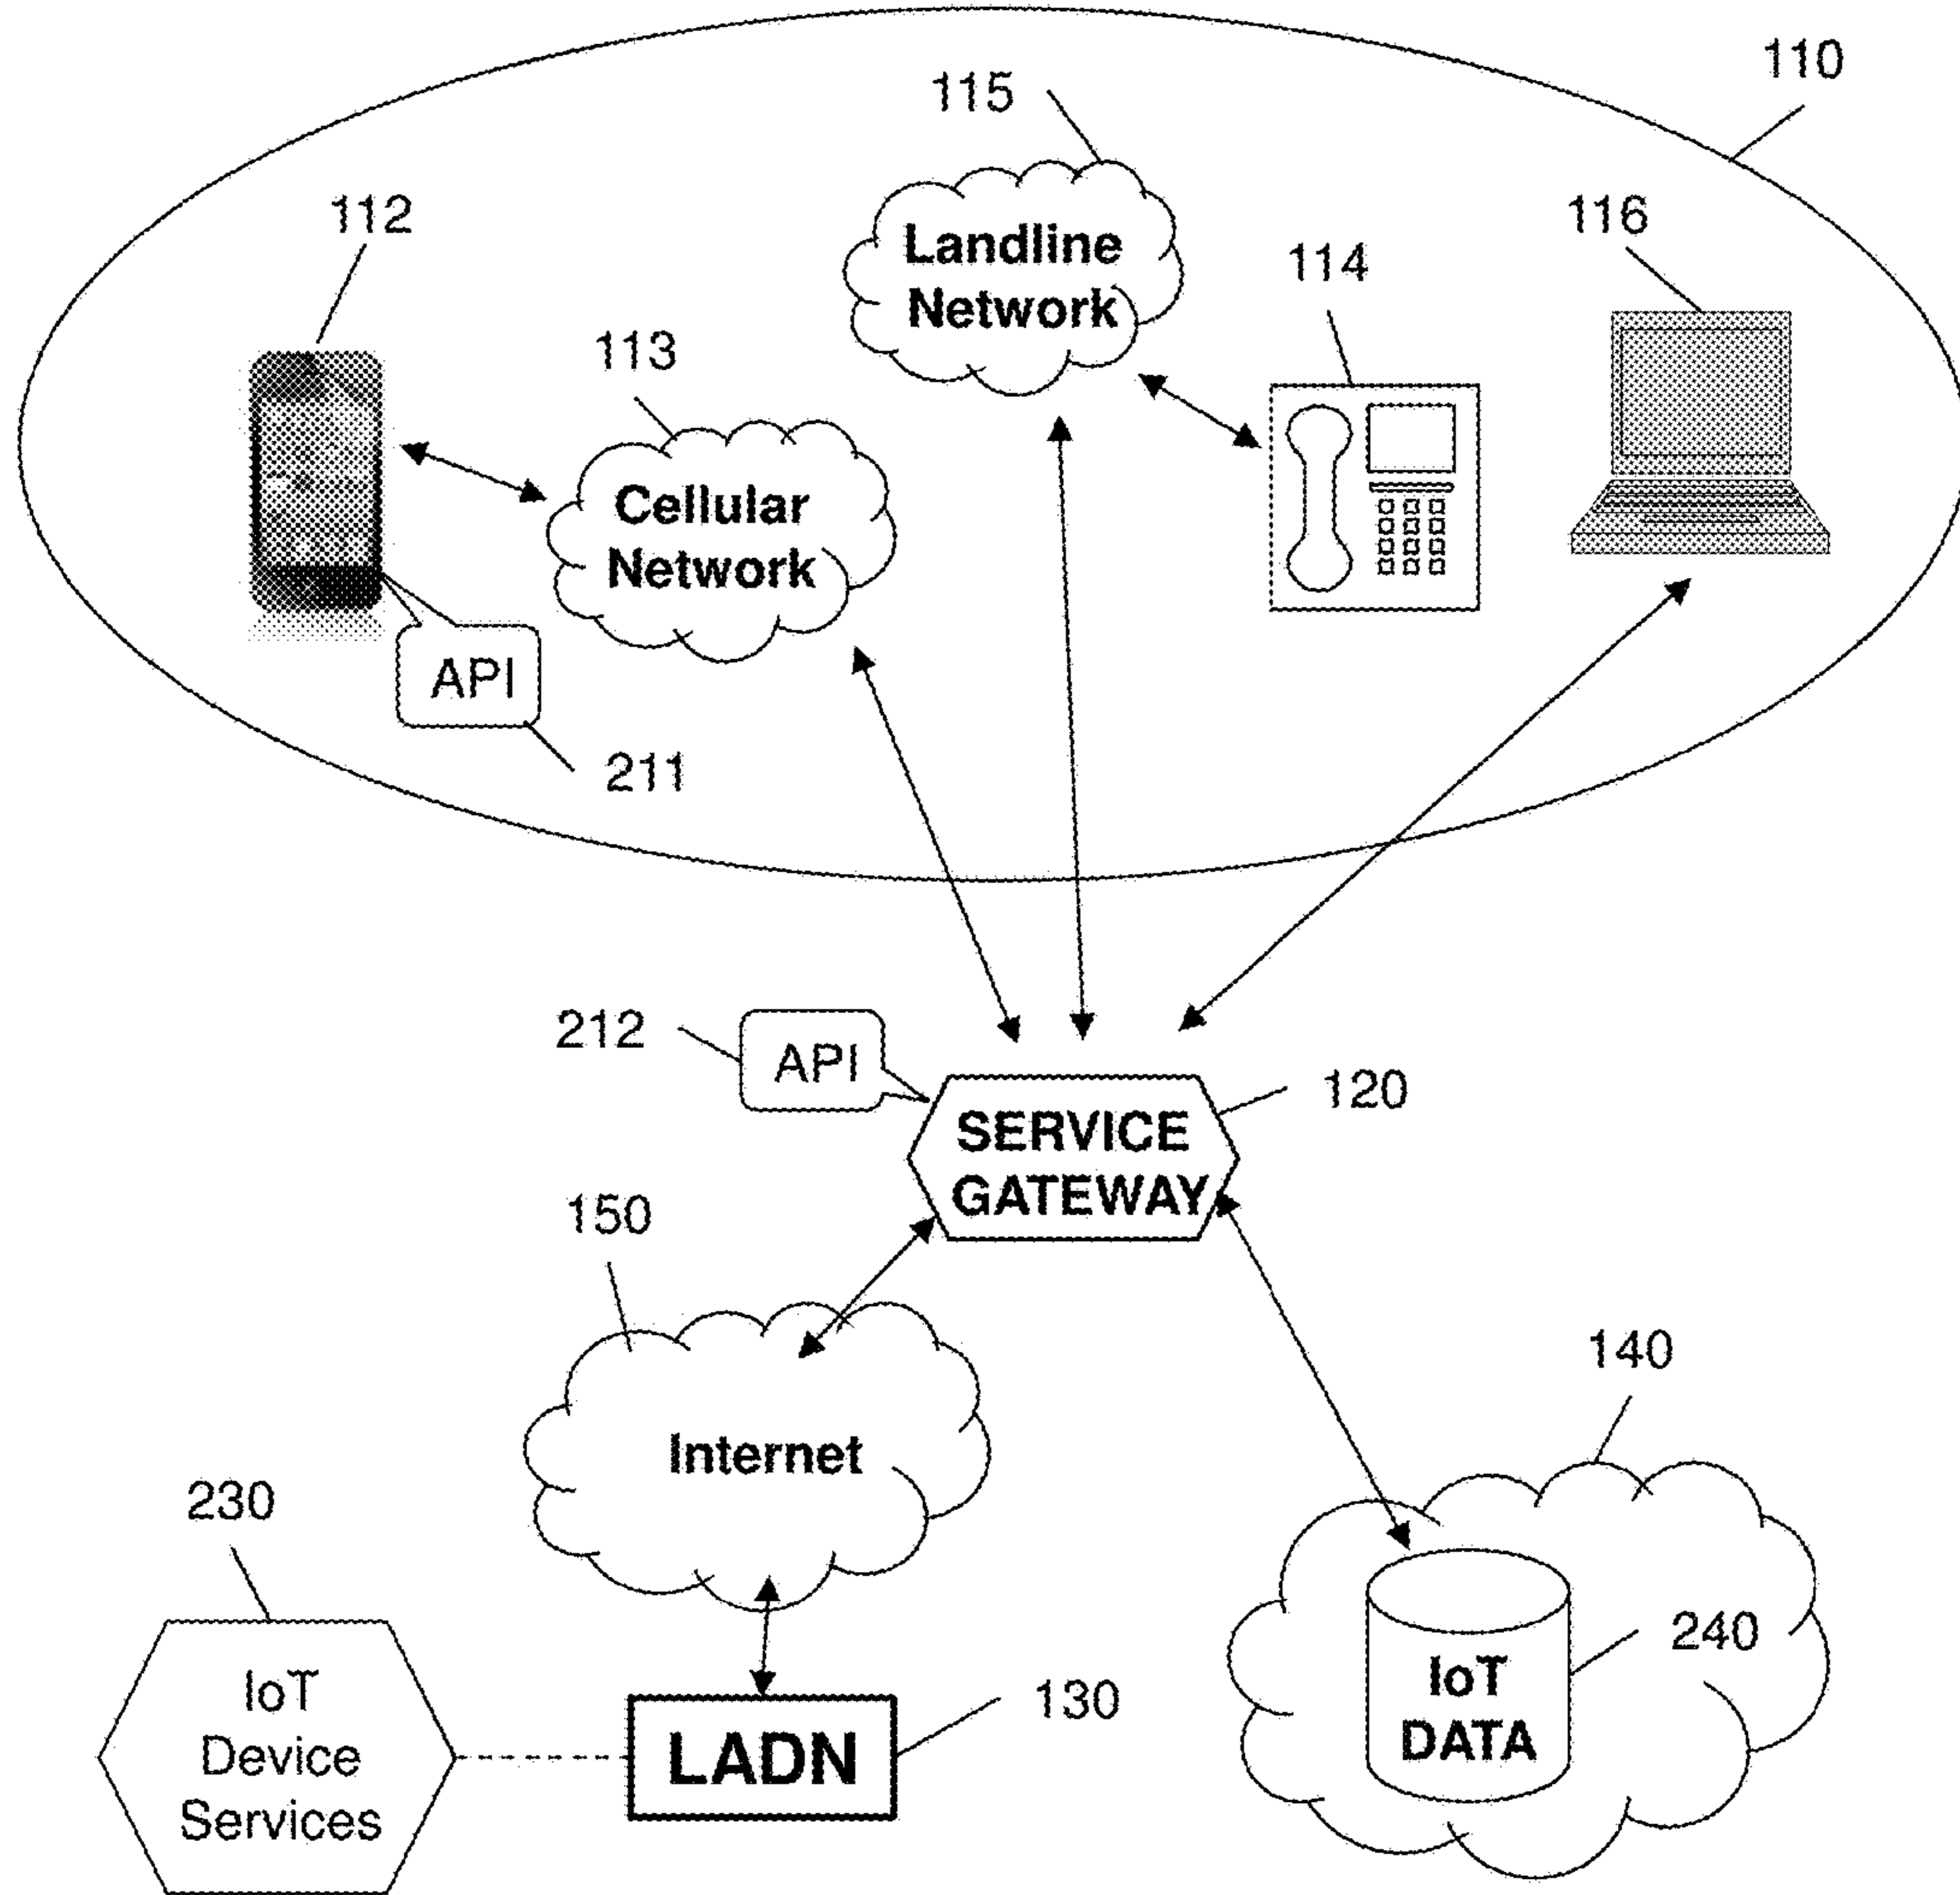 110
115
112
116
Landline
Network
114
113
Cellular
Network
API
211
212
API
120
SERVICE
GATEWAY
150
140
Internet
230
240
IoT
DATA
IoT
Device
Services
130
LADN